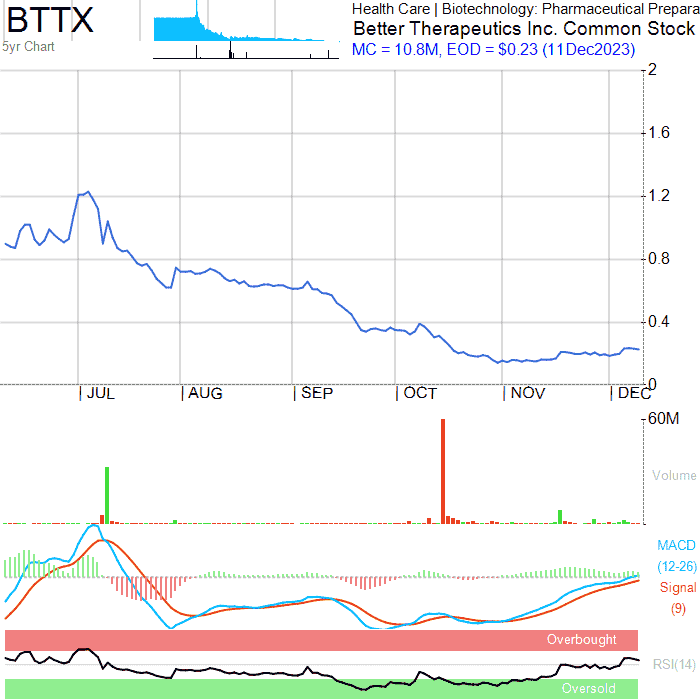 BTTX
5yr Chart
Health Care | Biotechnology: Pharmaceutical Prepara
Better Therapeutics Inc. Common Stock
MC = 10.8M, EOD = $0.23 (11Dec2023)
2
1.6
1.2
0.8
0.4
0
JUL
AUG
SEP
OCT
NOV
DEC
60M
Volume
MACD
(12-26)
Signal
(9)
Overbought
RSI(14)
Oversold